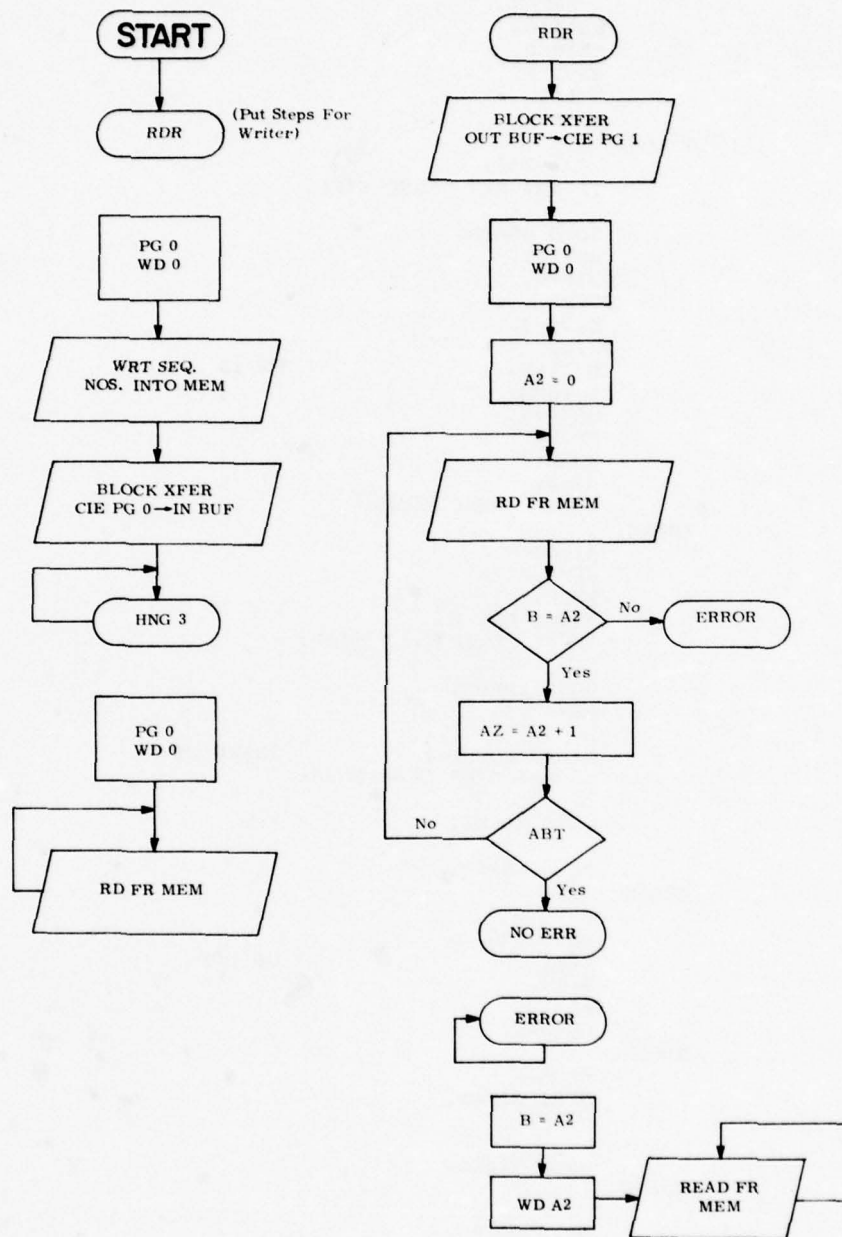 START
RDR
(Put Steps For
Writer)
PG 0
WD 0
WRT SEQ.
NOS. INTO MEM
BLOCK XFER
CIE PG 0→IN BUF
HNG 3
PG 0
WD 0
RD FR MEM
RDR
BLOCK XFER
OUT BUF→CIE PG 1
PG 0
WD 0
A2 = 0
RD FR MEM
B = A2
No
ERROR
Yes
AZ = A2 + 1
No
ABT
Yes
NO ERR
ERROR
B = A2
WD A2
READ FR
MEM